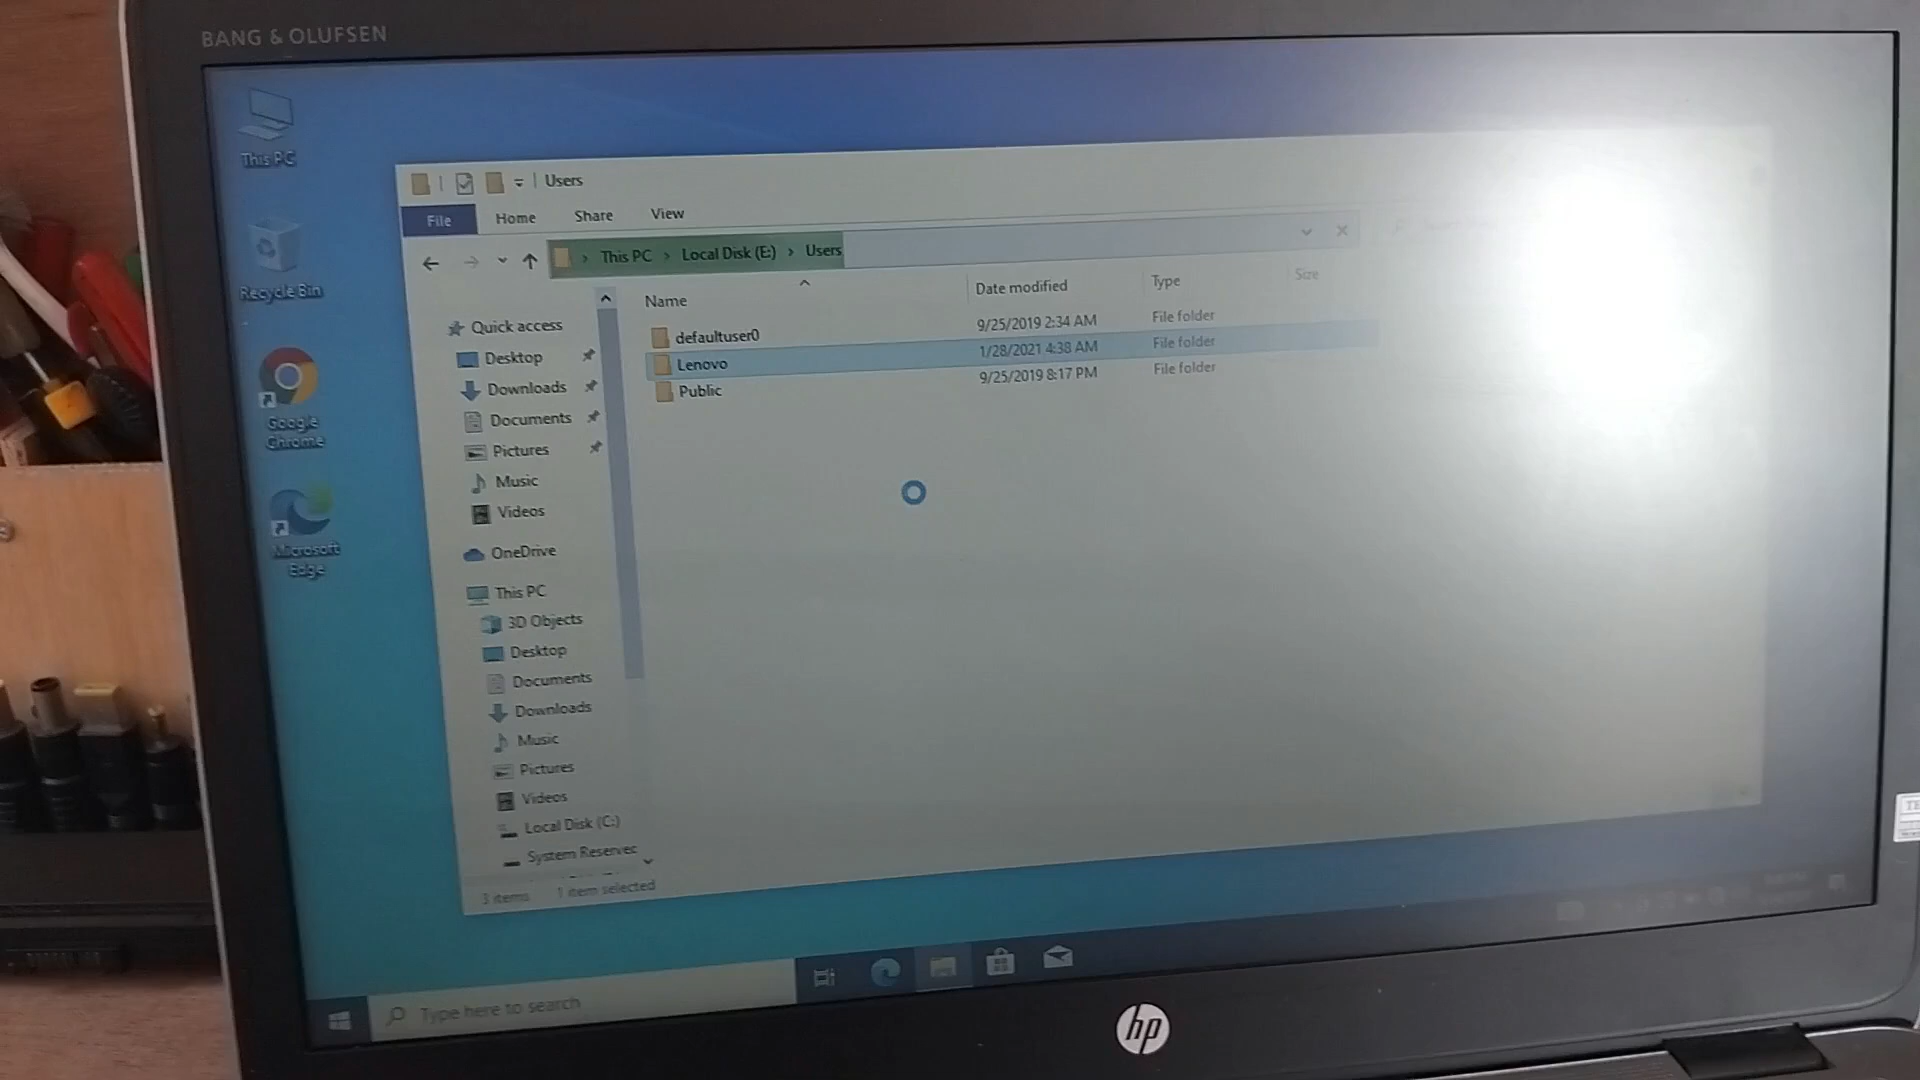 BANG & OLUFSEN
This PC
Recycle Bin
Google
Chrome
Microsoft
Edge
Users
File Home Share View
This PC > Local Disk (E:) > Users
Name Date modified Type Size
defaultuser0 9/25/2019 2:34 AM File folder
Lenovo 1/28/2021 4:38 AM File folder
Public 9/25/2019 8:17 PM File folder
Quick access
Desktop
Downloads
Documents
Pictures
Music
Videos
OneDrive
This PC
3D Objects
Desktop
Documents
Downloads
Music
Pictures
Videos
Local Disk (C:)
System Reserved
3 items 1 item selected
Type here to search
hp